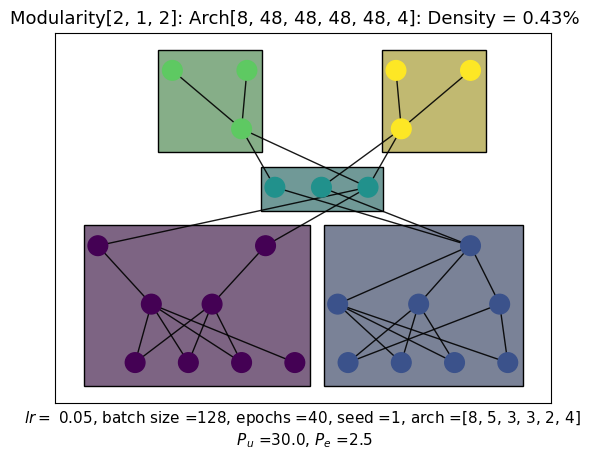 Modularity[2, 1, 2]: Arch[8, 48, 48, 48, 48, 4]: Density = 0.43%
lr = 0.05, batch size =128, epochs =40, seed =1, arch =[8, 5, 3, 3, 2, 4]
P_u =30.0, P_e =2.5